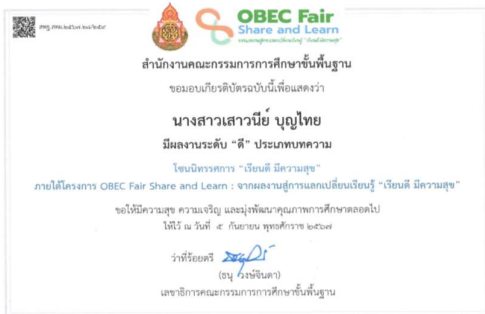 OBEC Fair
Share and Learn
สำนักงานคณะกรรมการการศึกษาขั้นพื้นฐาน
ขอมอบเกียรติบัตรฉบับนี้เพื่อแสดงว่า
นางสาวเสาวนีย์ บุญไทย
มีผลงานระดับ “ดี” ประเภทบทความ
โซนนิทรรศการ “เรียนดี มีความสุข”
ภายใต้โครงการ OBEC Fair Share and Learn : จากผลงานสู่การแลกเปลี่ยนเรียนรู้ “เรียนดี มีความสุข”
ขอให้มีความสุข ความเจริญ และมุ่งพัฒนาคุณภาพการศึกษาตลอดไป
ให้ไว้ ณ วันที่ ๕ กันยายน พุทธศักราช ๒๕๖๗
ว่าที่ร้อยตรี
(ธนุ วงษ์จินดา)
เลขาธิการคณะกรรมการการศึกษาขั้นพื้นฐาน